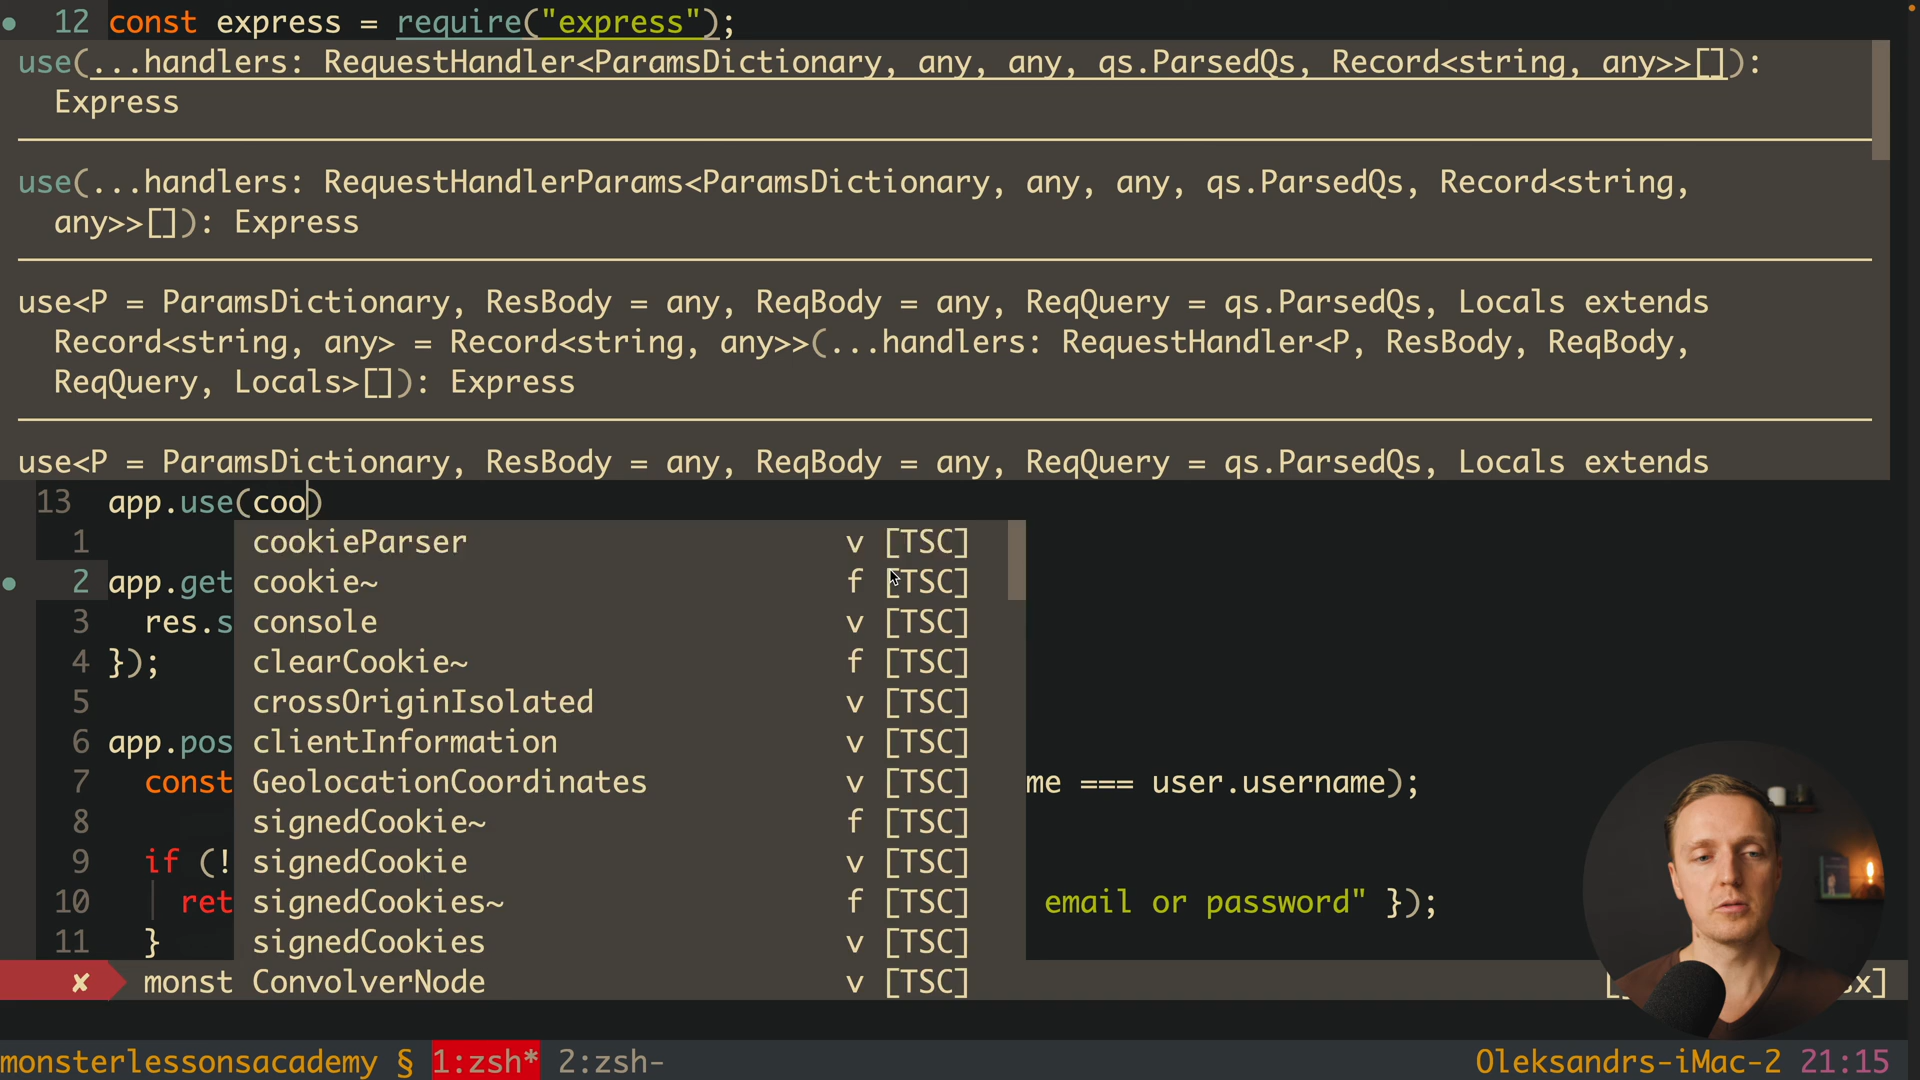 12 const express = require("express");
use(...handlers: RequestHandler<ParamsDictionary, any, any, qs.ParsedQs, Record<string, any>>[]):
Express
use(...handlers: RequestHandlerParams<ParamsDictionary, any, any, qs.ParsedQs, Record<string,
any>>[]): Express
use<P = ParamsDictionary, ResBody = any, ReqBody = any, ReqQuery = qs.ParsedQs, Locals extends
Record<string, any> = Record<string, any>>(...handlers: RequestHandler<P, ResBody, ReqBody,
ReqQuery, Locals>[]): Express
use<P = ParamsDictionary, ResBody = any, ReqBody = any, ReqQuery = qs.ParsedQs, Locals extends
13 app.use(coo)
1 cookieParser v [TSC]
2 app.get cookie~ f [TSC]
3 res.s console v [TSC]
4 }); clearCookie~ f [TSC]
5 crossOriginIsolated v [TSC]
6 app.pos clientInformation v [TSC]
7 const GeolocationCoordinates v [TSC] me === user.username);
8 signedCookie~ f [TSC]
9 if (! signedCookie v [TSC]
10 ret signedCookies~ f [TSC] email or password" });
11 } signedCookies v [TSC]
✘ monst ConvolverNode v [TSC] x]
monsterlessonsacademy § 1:zsh* 2:zsh- Oleksandrs-iMac-2 21:15